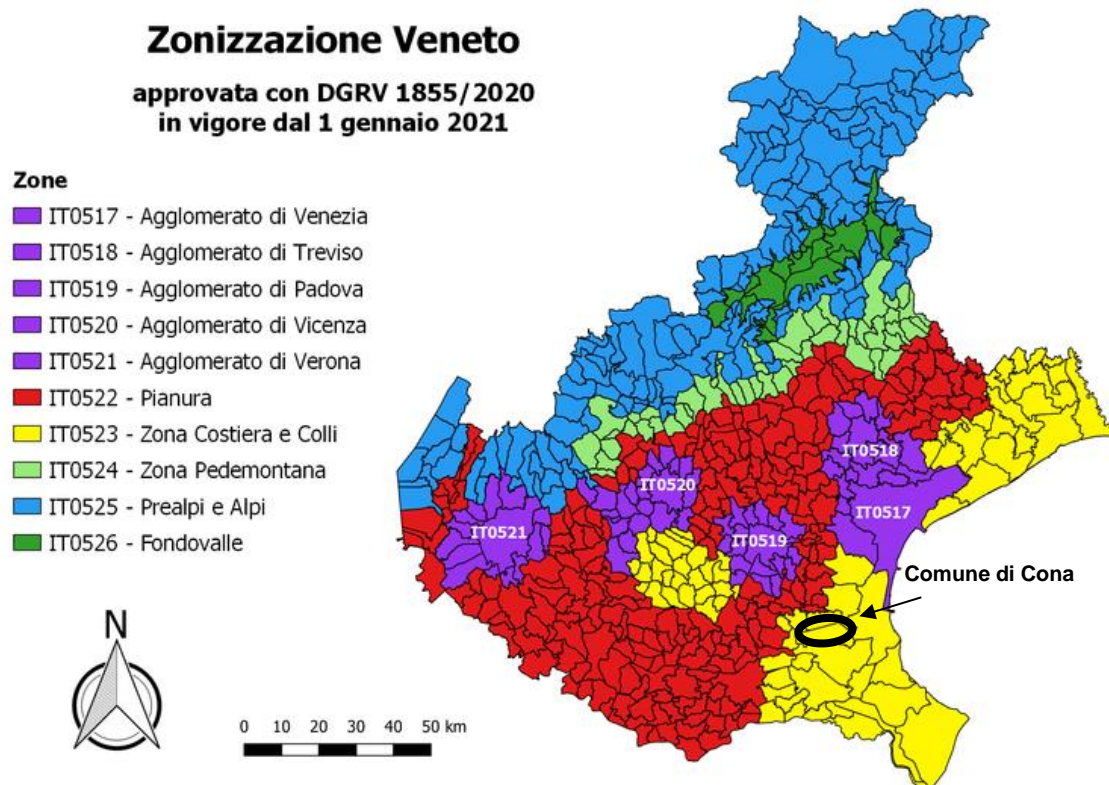 Zonizzazione Veneto
approvata con DGRV 1855/2020
in vigore dal 1 gennaio 2021
Zone
IT0517 - Agglomerato di Venezia
IT0518 - Agglomerato di Treviso
IT0519 - Agglomerato di Padova
IT0520 - Agglomerato di Vicenza
IT0521 - Agglomerato di Verona
IT0522 - Pianura
IT0523 - Zona Costiera e Colli
IT0524 - Zona Pedemontana
IT0525 - Prealpi e Alpi
IT0526 - Fondovalle
IT0518
IT0520
IT0517
IT0521
IT0519
Comune di Cona
N
0 10 20 30 40 50 km